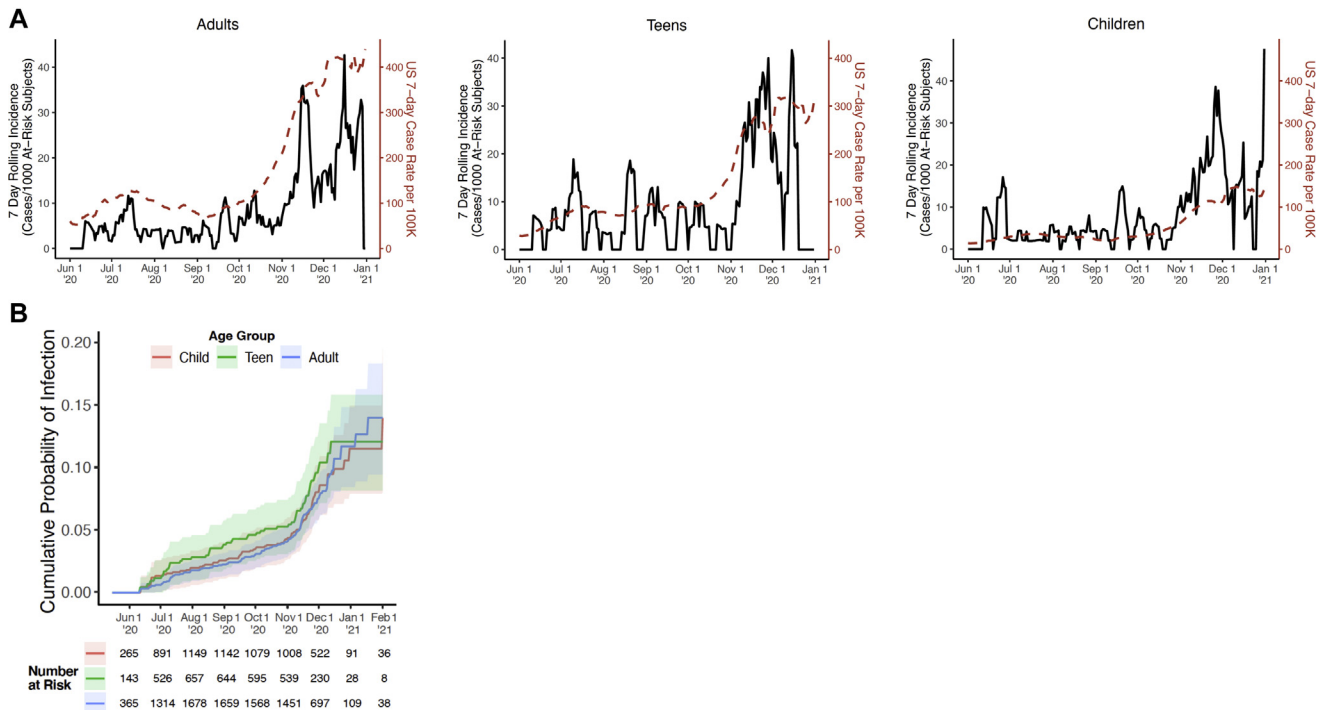 A
Adults
7 Day Rolling Incidence
(Cases/1000 At-Risk Subjects)
40
30
20
10
0
US 7-day Case Rate per 100K
400
300
200
100
0
Jun 1 Jul 1 Aug 1 Sep 1 Oct 1 Nov 1 Dec 1 Jan 1
'20 '20 '20 '20 '20 '20 '20 '21
Teens
7 Day Rolling Incidence
(Cases/1000 At-Risk Subjects)
40
30
20
10
0
US 7-day Case Rate per 100K
400
300
200
100
0
Jun 1 Jul 1 Aug 1 Sep 1 Oct 1 Nov 1 Dec 1 Jan 1
'20 '20 '20 '20 '20 '20 '20 '21
Children
7 Day Rolling Incidence
(Cases/1000 At-Risk Subjects)
40
30
20
10
0
US 7-day Case Rate per 100K
400
300
200
100
0
Jun 1 Jul 1 Aug 1 Sep 1 Oct 1 Nov 1 Dec 1 Jan 1
'20 '20 '20 '20 '20 '20 '20 '21
B
Age Group
Child Teen Adult
Cumulative Probability of Infection
0.20
0.15
0.10
0.05
0.00
Jun 1 Jul 1 Aug 1 Sep 1 Oct 1 Nov 1 Dec 1 Jan 1 Feb 1
'20 '20 '20 '20 '20 '20 '20 '21 '21
Number
at Risk
265 891 1149 1142 1079 1008 522 91 36
143 526 657 644 595 539 230 28 8
365 1314 1678 1659 1568 1451 697 109 38